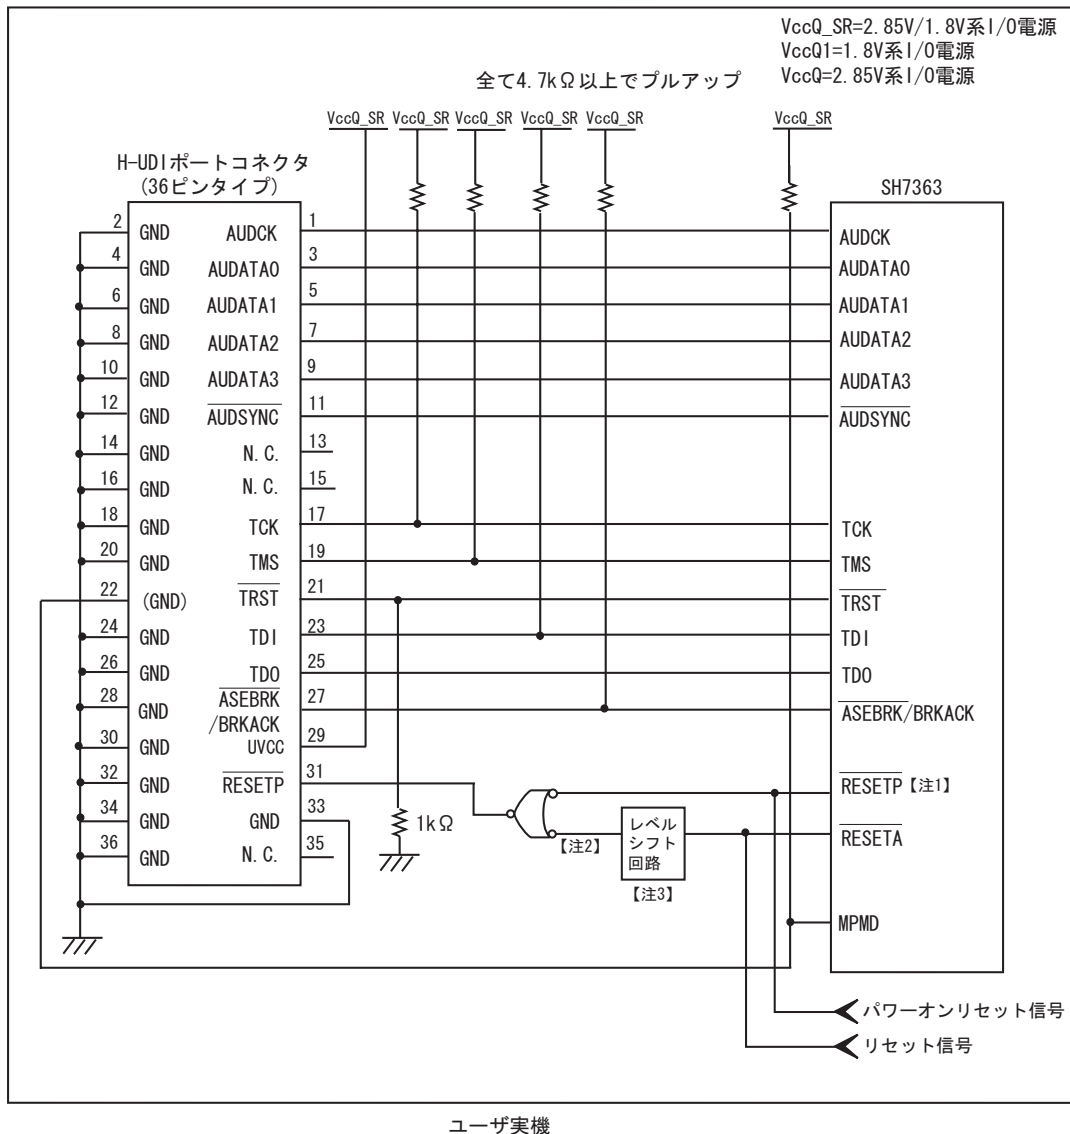 VccQ_SR=2.85V/1.8V系I/O電源
VccQ1=1.8V系I/O電源
VccQ=2.85V系I/O電源
全て4.7kΩ以上でプルアップ
VccQ_SR VccQ_SR VccQ_SR VccQ_SR VccQ_SR VccQ_SR
H-UDIポートコネクタ
(36ピンタイプ)
SH7363
2 GND AUDCK 1 AUDCK
4 GND AUDATA0 3 AUDATA0
6 GND AUDATA1 5 AUDATA1
8 GND AUDATA2 7 AUDATA2
10 GND AUDATA3 9 AUDATA3
12 GND AUDSYNC 11 AUDSYNC
14 GND N.C. 13
16 GND N.C. 15
18 GND TCK 17 TCK
20 GND TMS 19 TMS
22 (GND) TRST 21 TRST
24 GND TDI 23 TDI
26 GND TDO 25 TDO
28 GND ASEBRK 27 ASEBRK/BRKACK
/BRKACK
30 GND UVCC 29
32 GND RESETP 31 RESETP【注1】
34 GND GND 33
1kΩ
レベル
シフト
回路
【注2】
【注3】
RESETA
36 GND N.C. 35
MPMD
パワーオンリセット信号
リセット信号
ユーザ実機